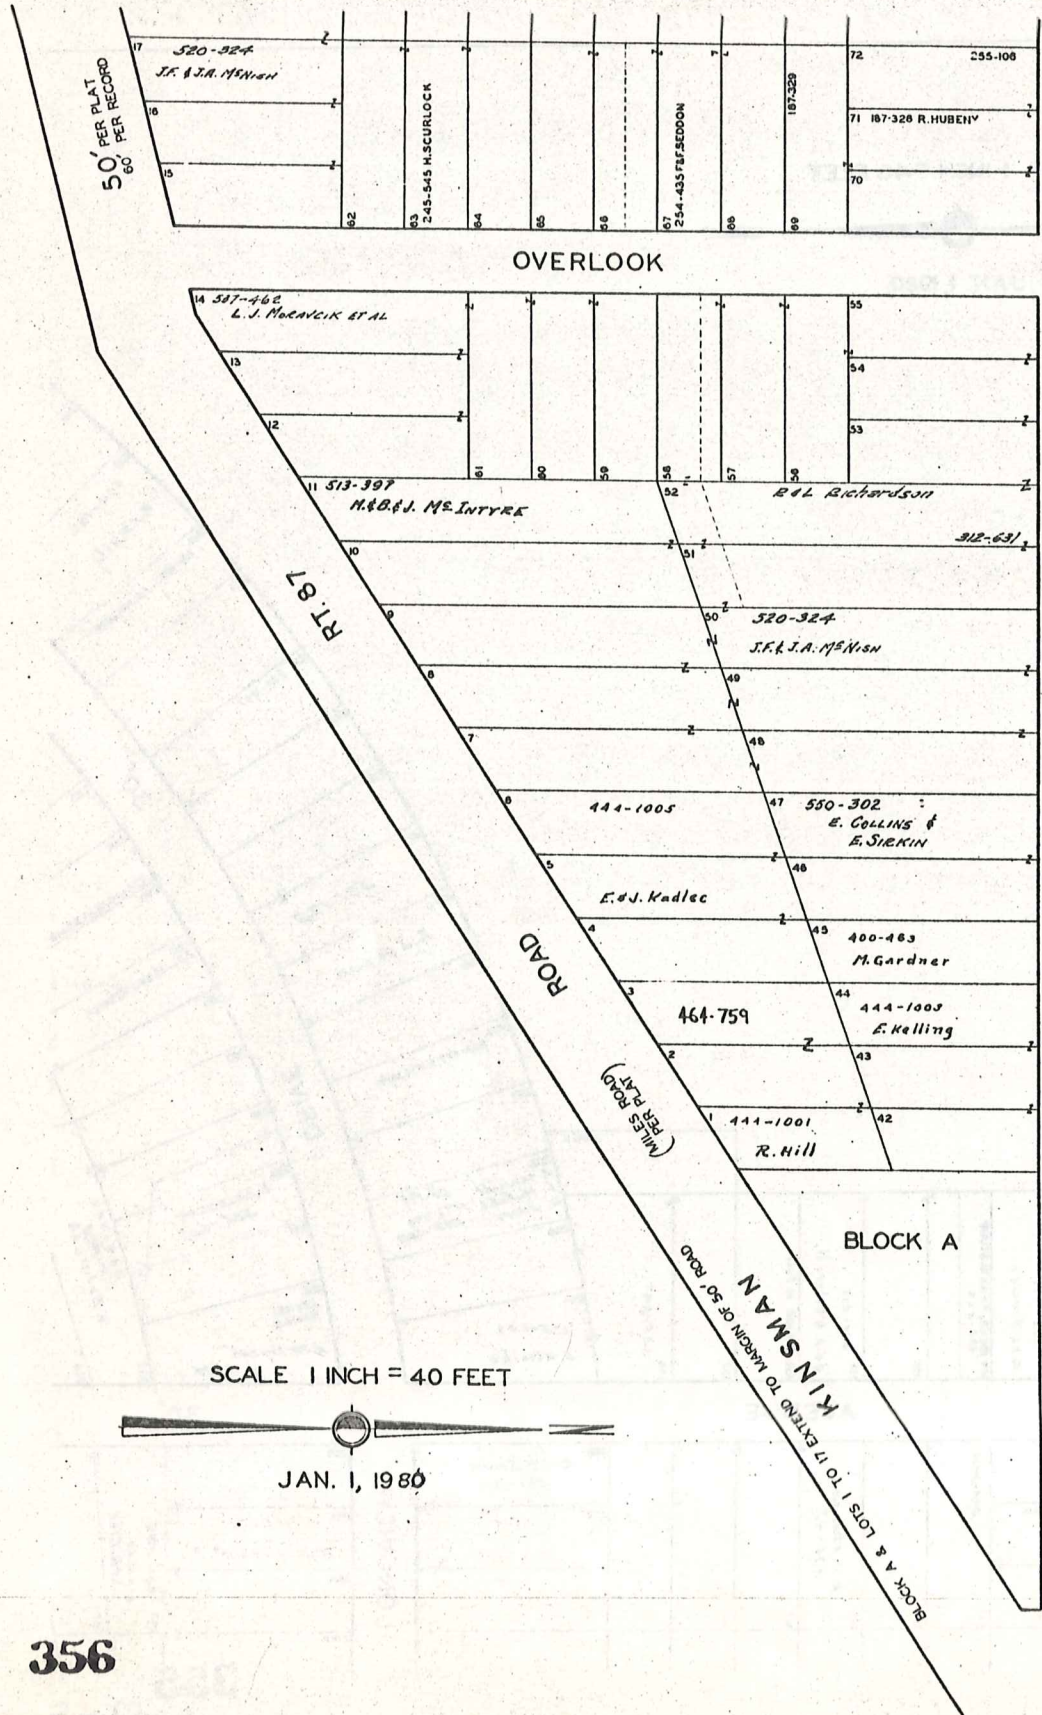 50' PER PLAT
60' PER RECORD
17
520-324
J.F. & J.A. McNISH
16
15
62
63
245-545 H.SCURLOCK
64
65
66
67
254-435 F&F.SEDDON
68
69
187-329
72
255-106
71 187-328 R.HUBENY
70
OVERLOOK
14 587-462
L.J. MORAVCIK ET AL
13
12
61
60
59
58
57
56
55
54
53
11 513-397
H.&B.&J. McINTYRE
52
R&L Richardson
10
51
312-631
9
50
520-324
J.F.& J.A. McNISH
8
49
7
48
6
444-1005
47
550-302
E. COLLINS &
E. SIRKIN
5
46
E.&J. Kadlec
4
45
400-463
M. Gardner
3
44
464-759
444-1003
E. Kelling
2
43
1
444-1001
42
R. Hill
RT. 87
ROAD
(MILES ROAD)
(PER PLAT)
KINSMAN
BLOCK A & LOTS 1 TO 17 EXTEND TO MARGIN OF 50' ROAD
BLOCK A
SCALE 1 INCH = 40 FEET
N
JAN. 1, 1980
356